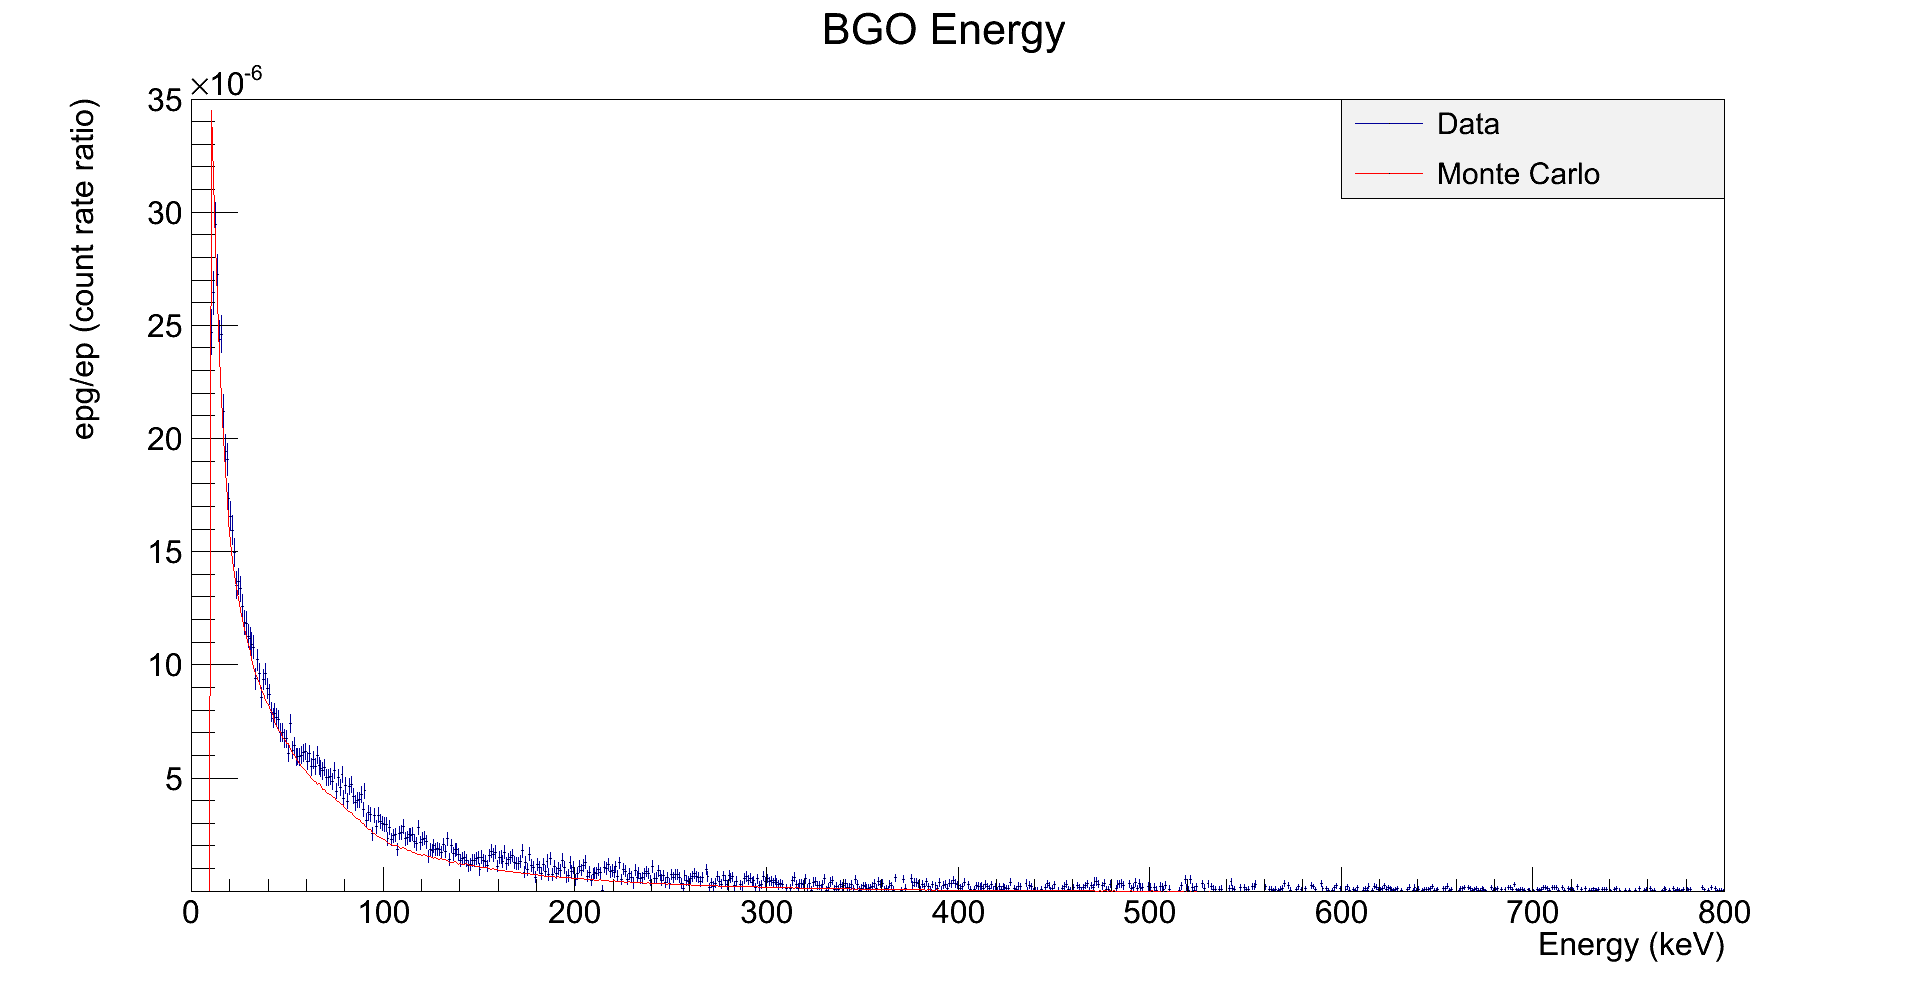 BGO Energy
×10-6
epg/ep (count rate ratio)
35
30
25
20
15
10
5
Data
Monte Carlo
0 100 200 300 400 500 600 700 800
Energy (keV)